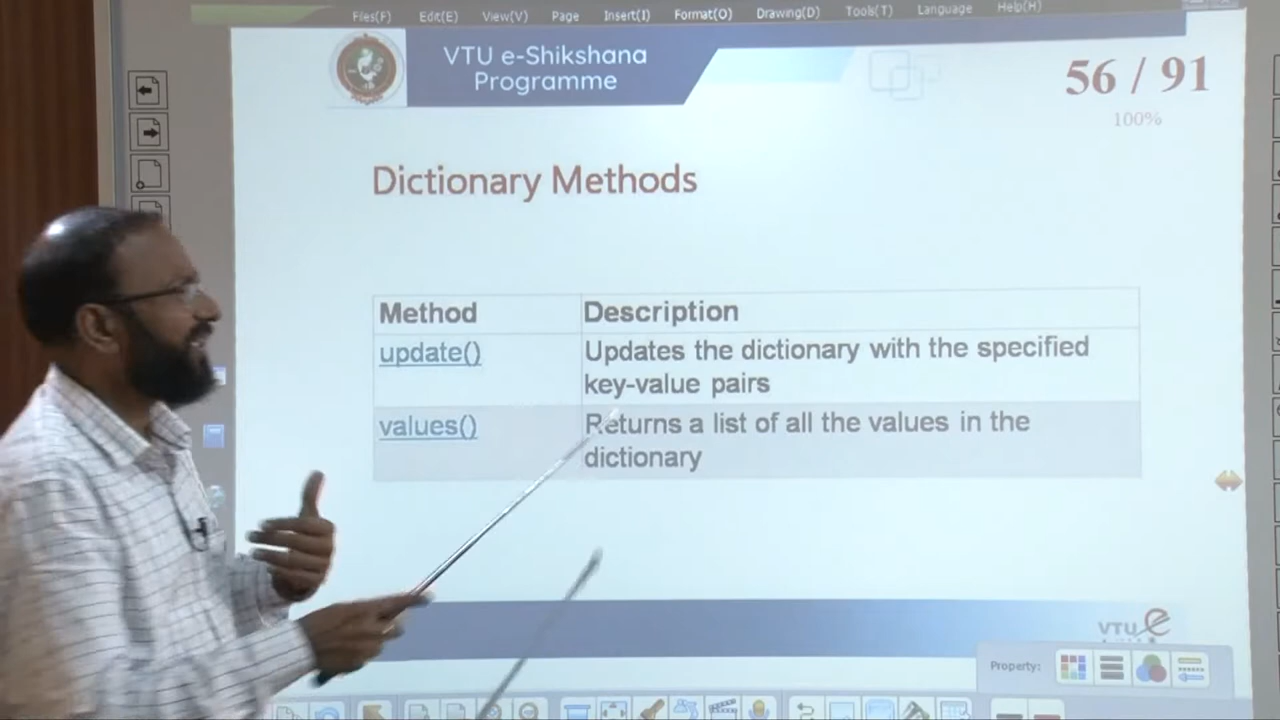 Files(F) Edit(E) View(V) Page Insert(I) Format(O) Drawing(D) Tools(T) Language Help(H)
VTU e-Shikshana
Programme
56 / 91
100%
Dictionary Methods
Method Description
update() Updates the dictionary with the specified
key-value pairs
values() Returns a list of all the values in the
dictionary
VTU e
Property: